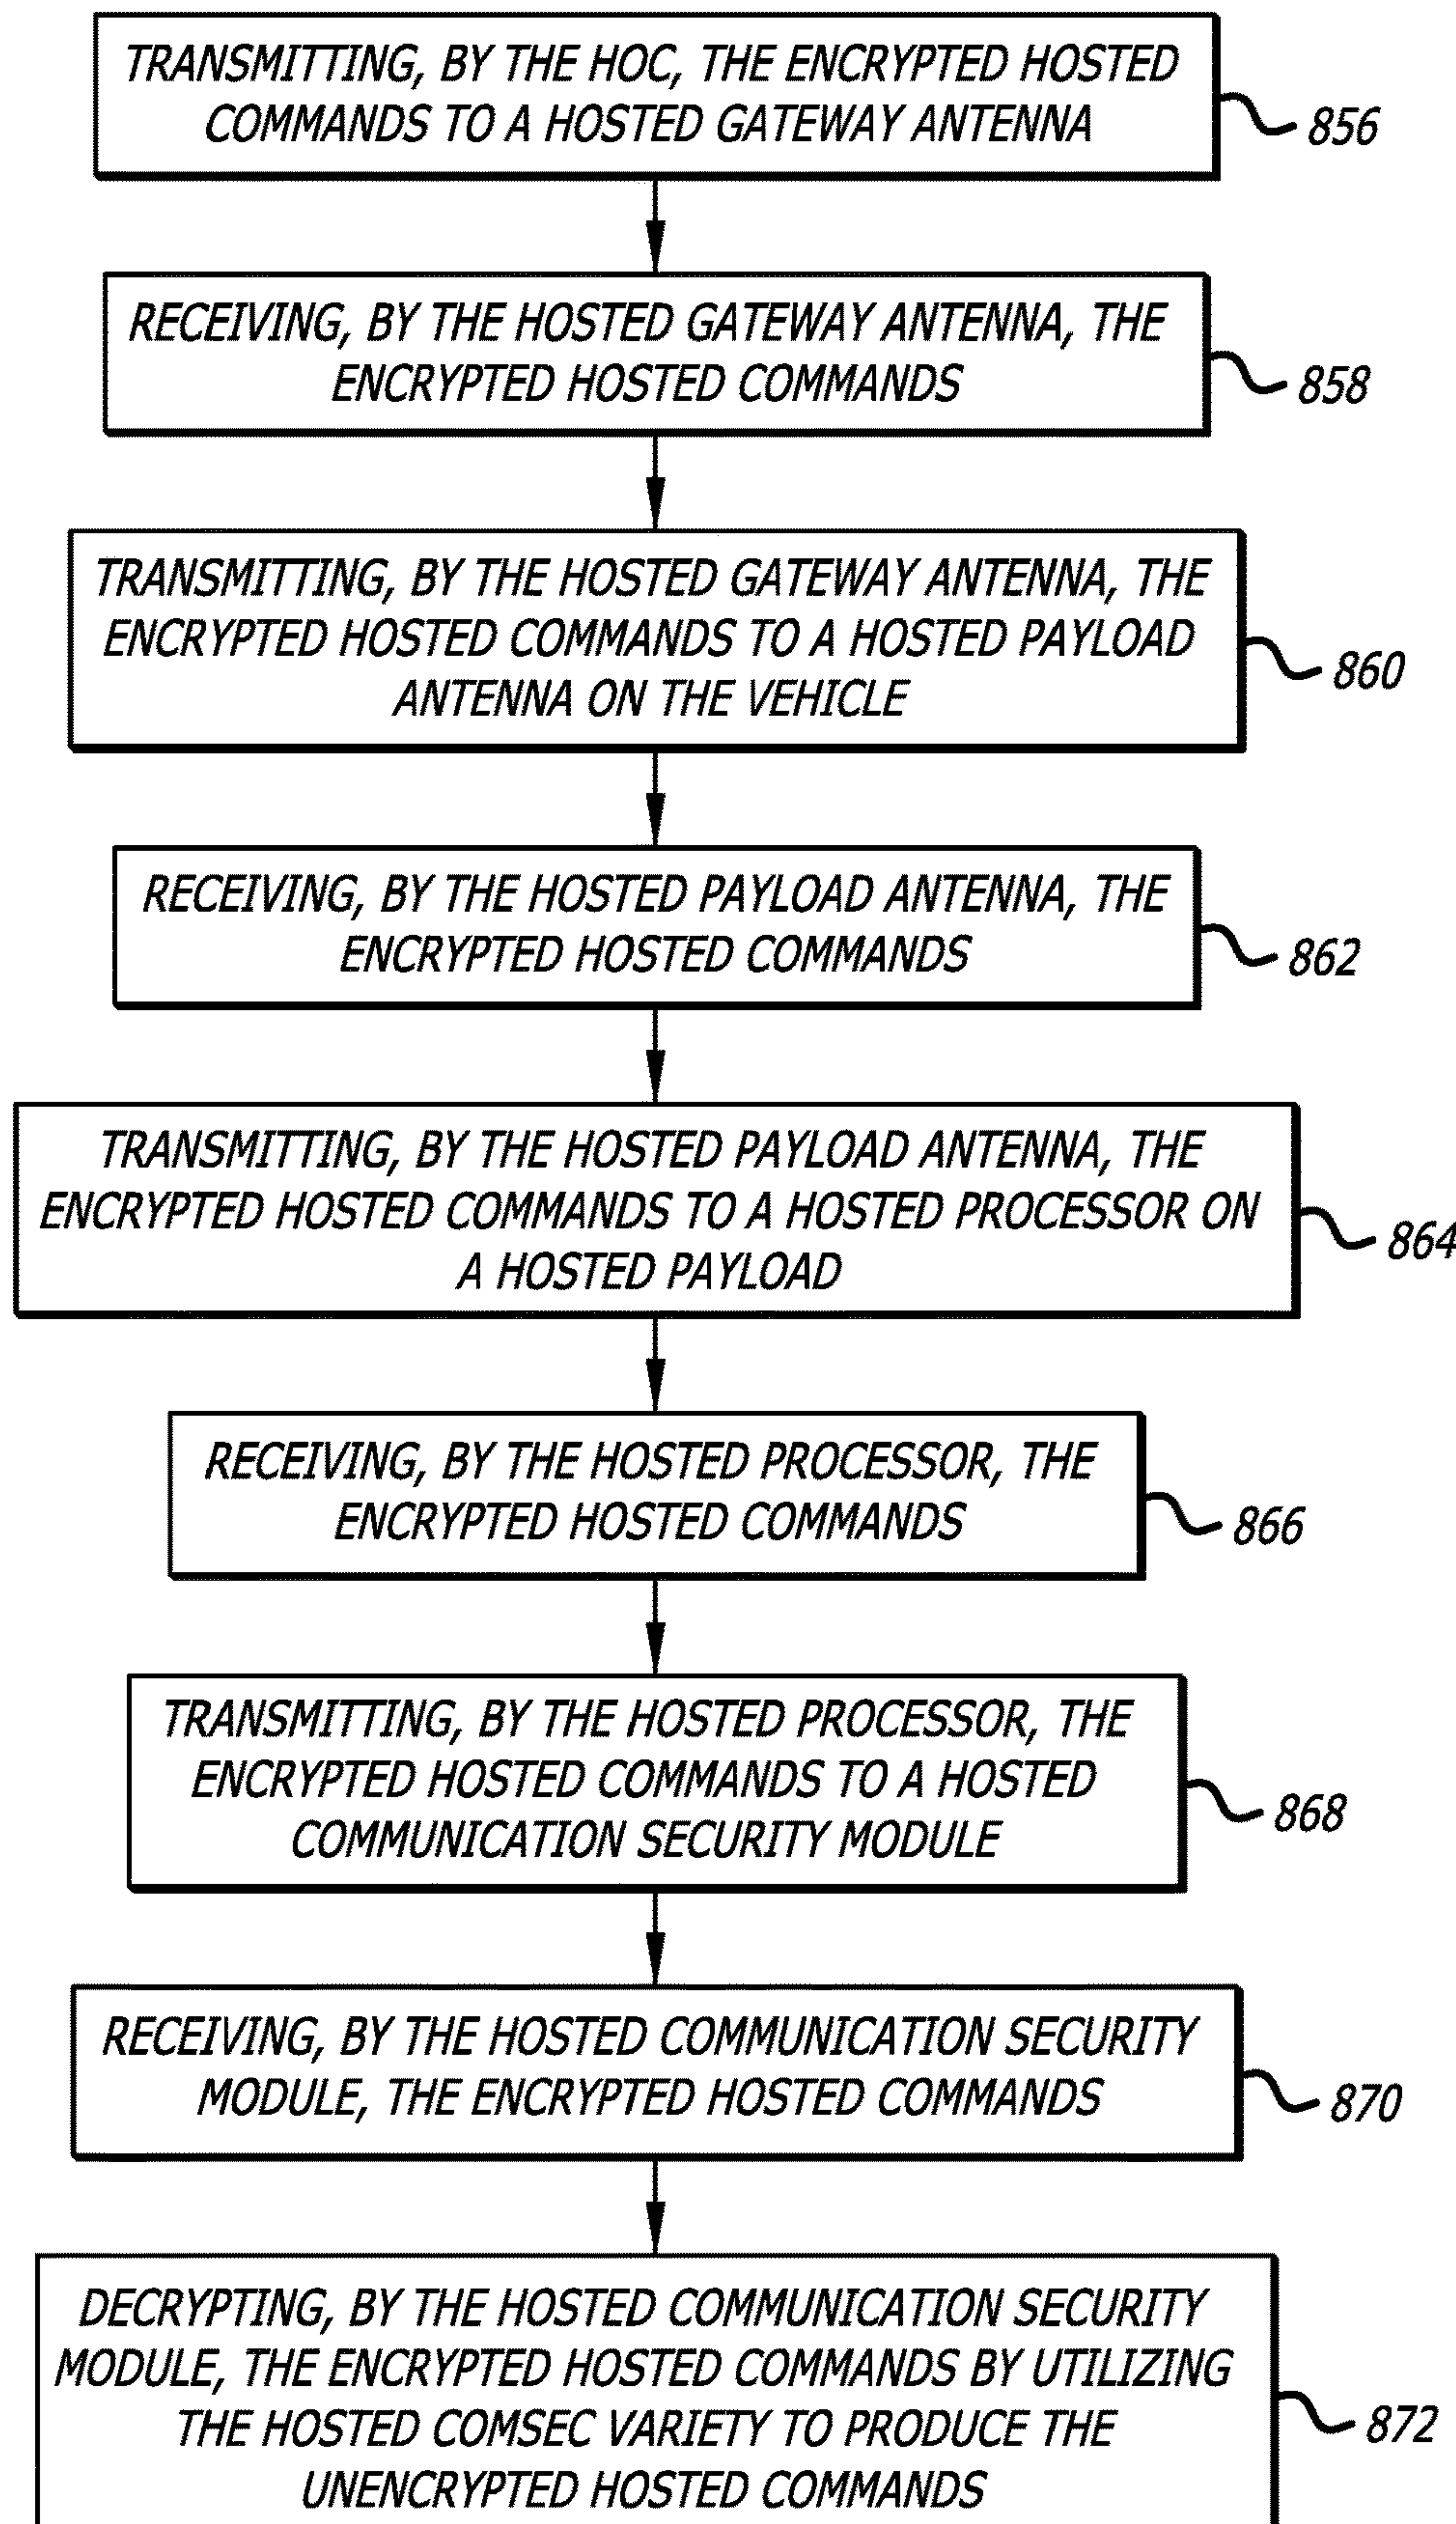 TRANSMITTING, BY THE HOC, THE ENCRYPTED HOSTED
COMMANDS TO A HOSTED GATEWAY ANTENNA
856
RECEIVING, BY THE HOSTED GATEWAY ANTENNA, THE
ENCRYPTED HOSTED COMMANDS
858
TRANSMITTING, BY THE HOSTED GATEWAY ANTENNA, THE
ENCRYPTED HOSTED COMMANDS TO A HOSTED PAYLOAD
ANTENNA ON THE VEHICLE
860
RECEIVING, BY THE HOSTED PAYLOAD ANTENNA, THE
ENCRYPTED HOSTED COMMANDS
862
TRANSMITTING, BY THE HOSTED PAYLOAD ANTENNA, THE
ENCRYPTED HOSTED COMMANDS TO A HOSTED PROCESSOR ON
A HOSTED PAYLOAD
864
RECEIVING, BY THE HOSTED PROCESSOR, THE
ENCRYPTED HOSTED COMMANDS
866
TRANSMITTING, BY THE HOSTED PROCESSOR, THE
ENCRYPTED HOSTED COMMANDS TO A HOSTED
COMMUNICATION SECURITY MODULE
868
RECEIVING, BY THE HOSTED COMMUNICATION SECURITY
MODULE, THE ENCRYPTED HOSTED COMMANDS
870
DECRYPTING, BY THE HOSTED COMMUNICATION SECURITY
MODULE, THE ENCRYPTED HOSTED COMMANDS BY UTILIZING
THE HOSTED COMSEC VARIETY TO PRODUCE THE
UNENCRYPTED HOSTED COMMANDS
872